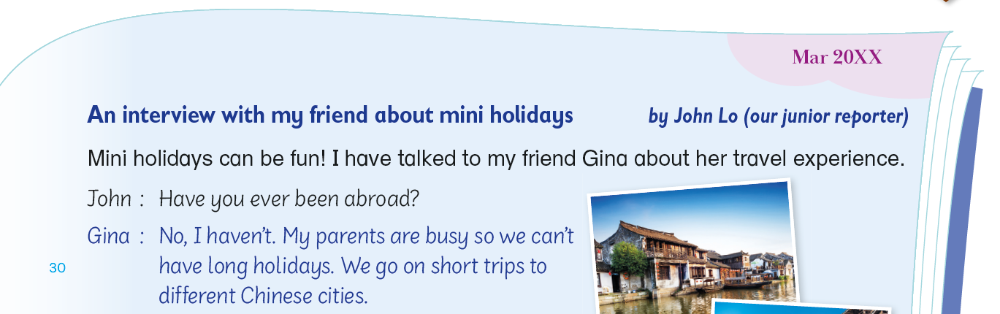 Mar 20XX
An interview with my friend about mini holidays by John Lo (our junior reporter)
Mini holidays can be fun! I have talked to my friend Gina about her travel experience.
John : Have you ever been abroad?
Gina : No, I haven't. My parents are busy so we can't
have long holidays. We go on short trips to
different Chinese cities.
30